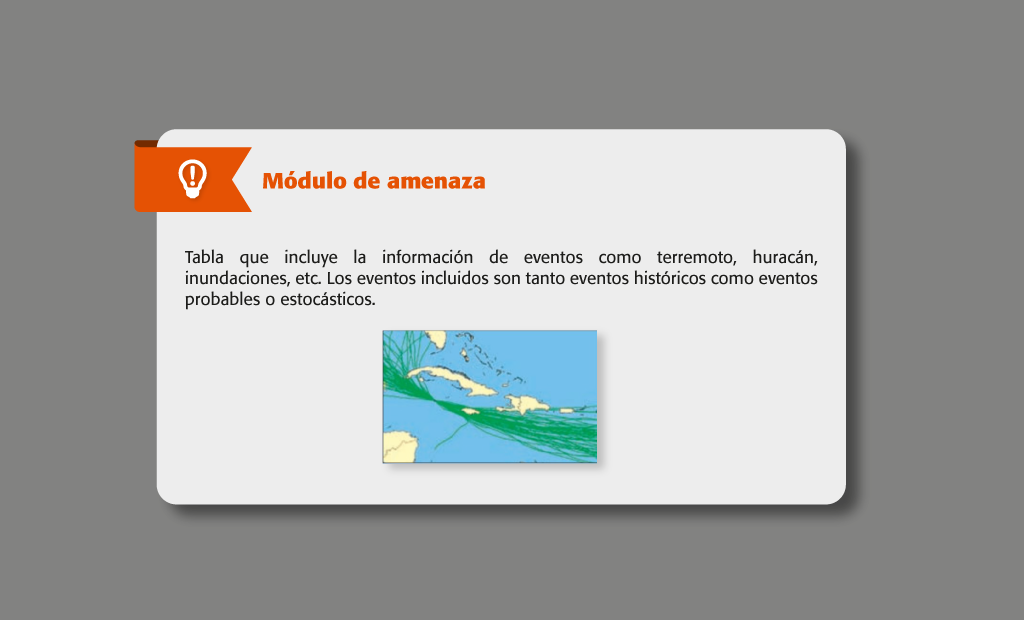 Módulo de amenaza
Tabla que incluye la información de eventos como terremoto, huracán,
inundaciones, etc. Los eventos incluidos son tanto eventos históricos como eventos
probables o estocásticos.